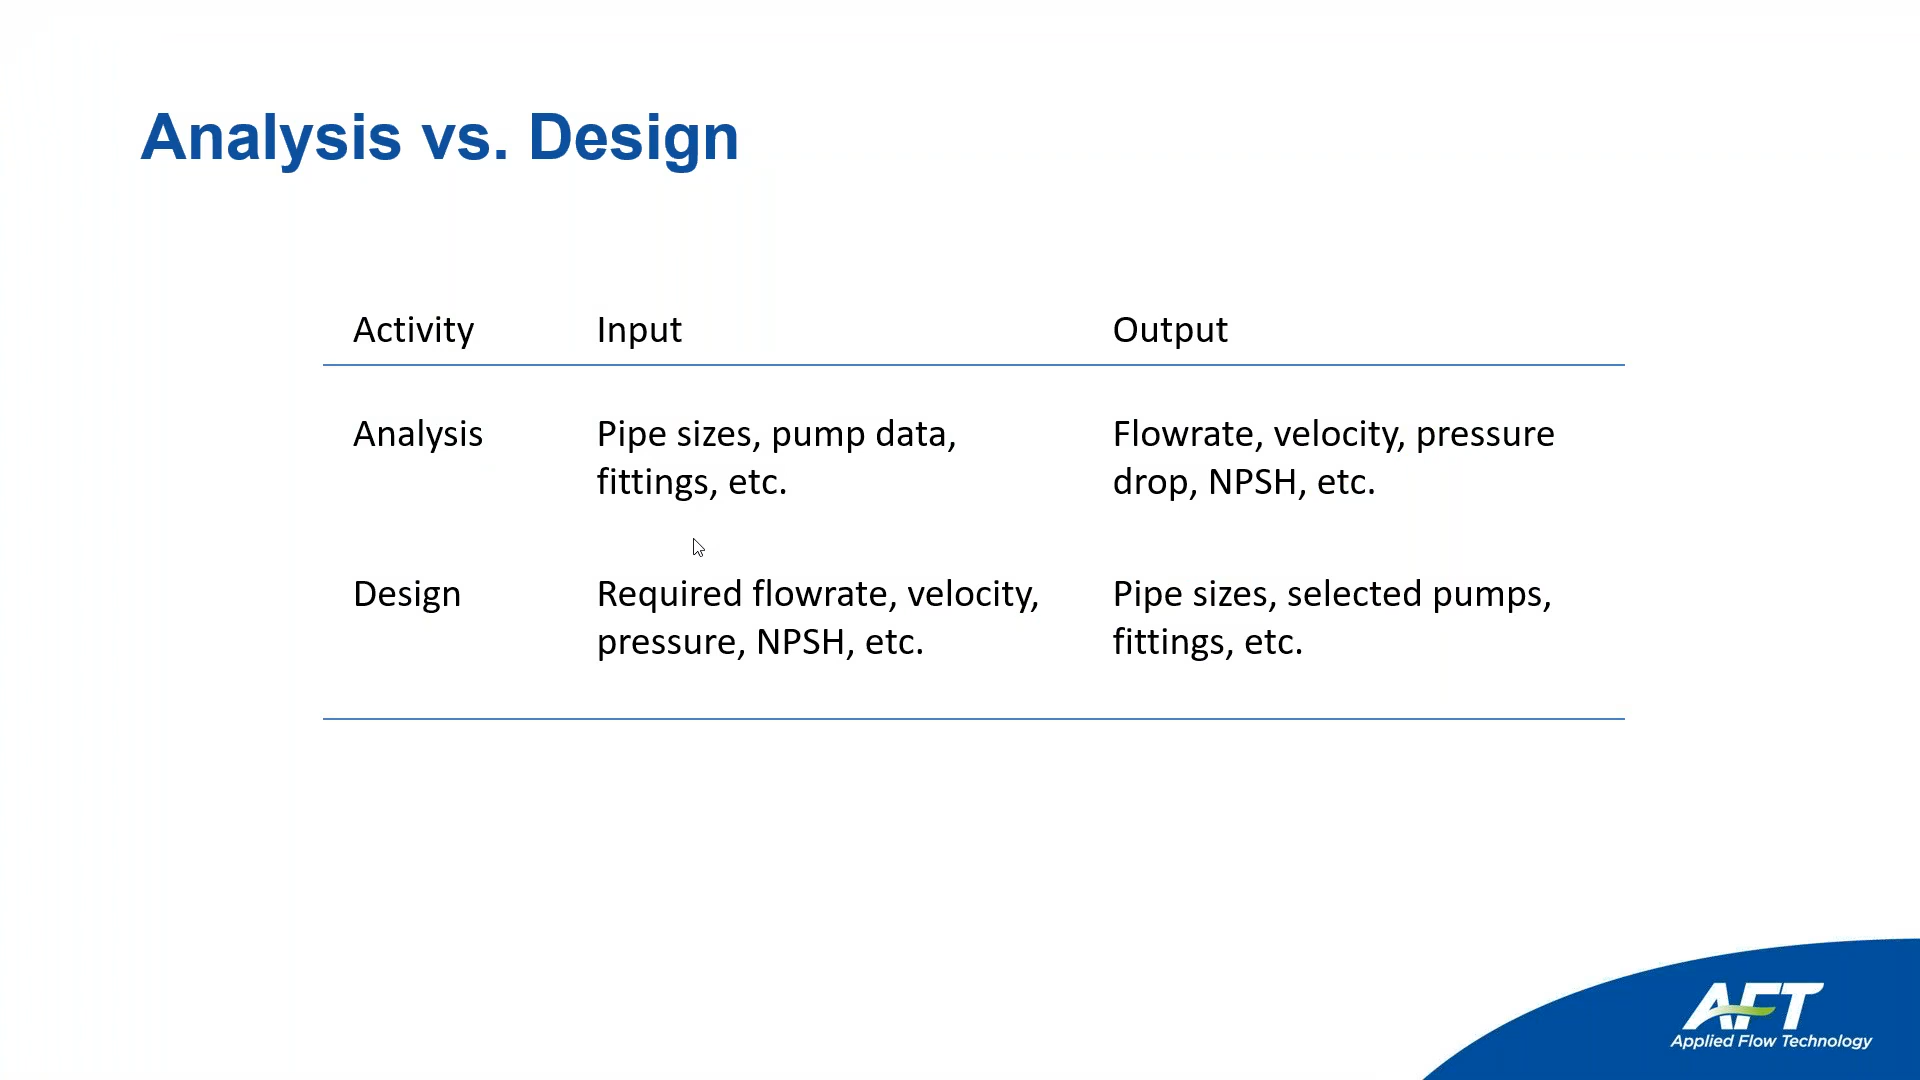 Analysis vs. Design
Activity Input Output
Analysis Pipe sizes, pump data, Flowrate, velocity, pressure
fittings, etc. drop, NPSH, etc.
Design Required flowrate, velocity, Pipe sizes, selected pumps,
pressure, NPSH, etc. fittings, etc.
AFT
Applied Flow Technology